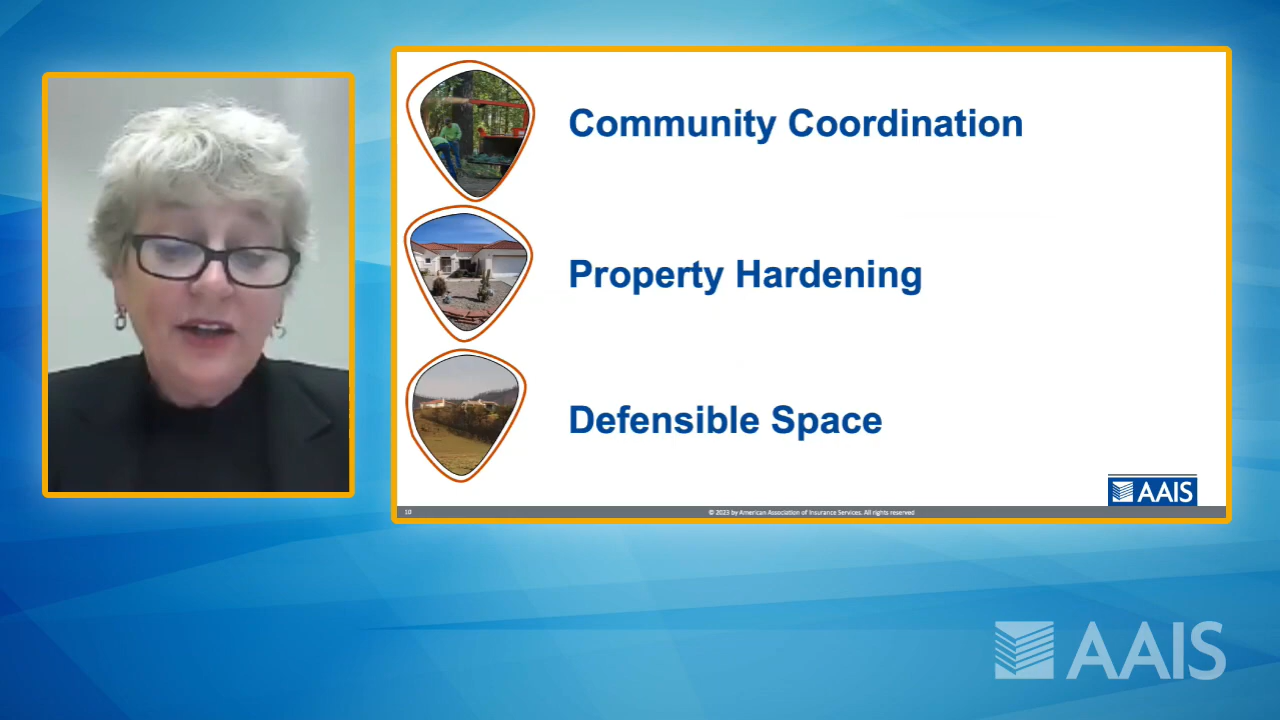 Community Coordination
Property Hardening
Defensible Space
AAIS
10
© 2023 by American Association of Insurance Services. All rights reserved
AAIS